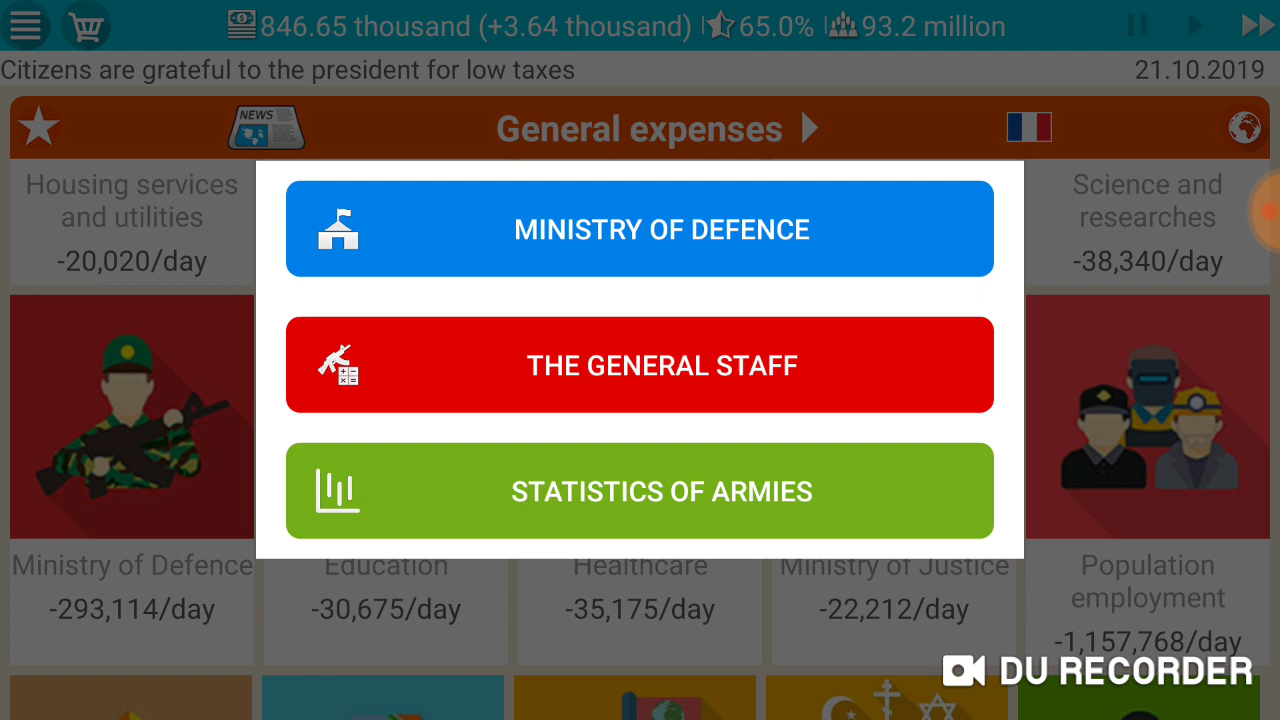 846.65 thousand (+3.64 thousand) 65.0% 93.2 million
Citizens are grateful to the president for low taxes 21.10.2019
NEWS
General expenses
Housing services
and utilities
-20,020/day
Science and
researches
-38,340/day
MINISTRY OF DEFENCE
THE GENERAL STAFF
STATISTICS OF ARMIES
Ministry of Defence
-293,114/day
Education
-30,675/day
Healthcare
-35,175/day
Ministry of Justice
-22,212/day
Population
employment
-1,157,768/day
DU RECORDER